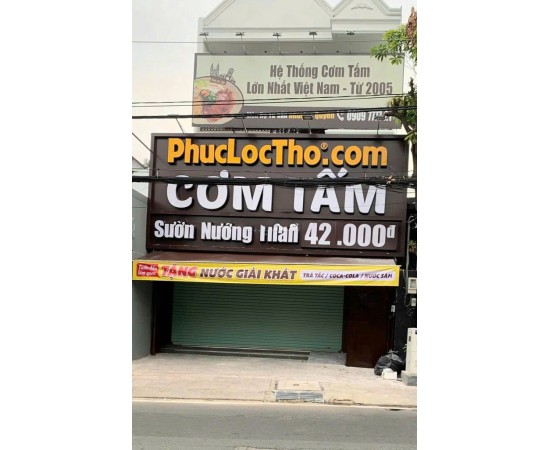 Hệ Thống Cơm Tấm
Lớn Nhất Việt Nam - Từ 2005
0909
PhucLocTho.com
CƠM TẤM
Sườn Nướng 42.000đ
TẶNG NƯỚC GIẢI KHÁT
TRÀ TẮC / COCA-COLA / NƯỚC SÂM